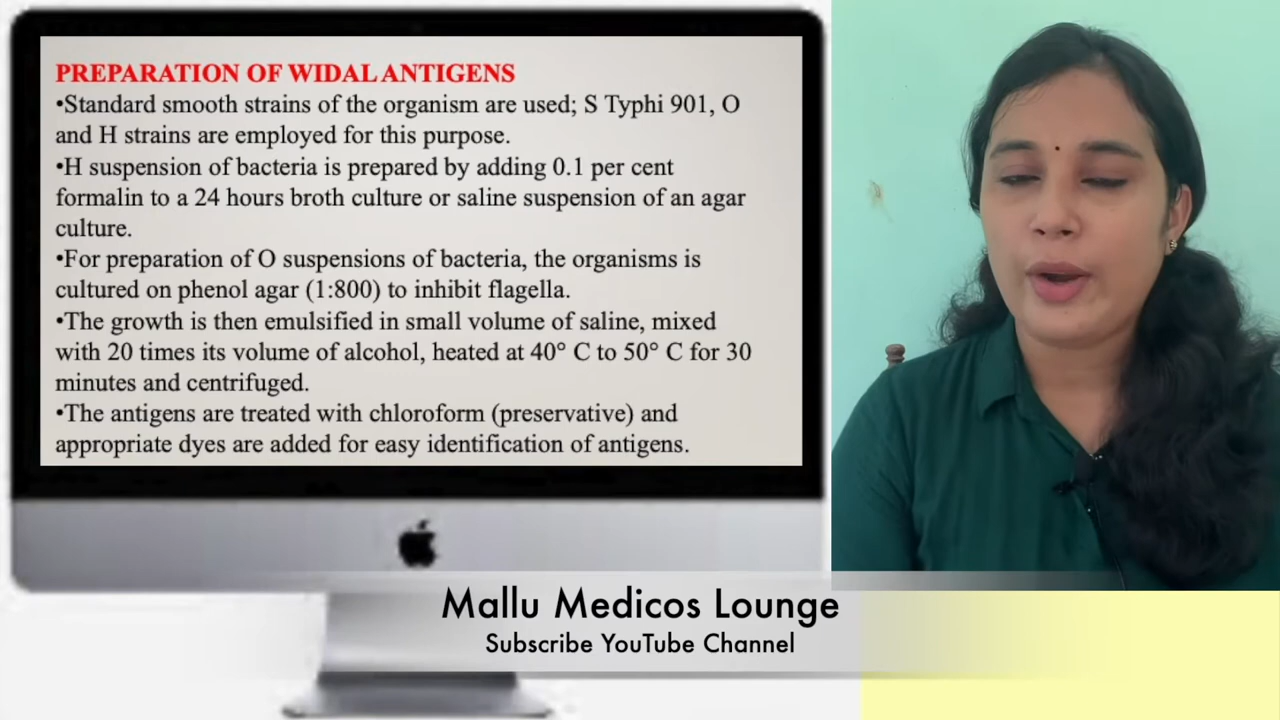 PREPARATION OF WIDAL ANTIGENS
•Standard smooth strains of the organism are used; S Typhi 901, O
and H strains are employed for this purpose.
•H suspension of bacteria is prepared by adding 0.1 per cent
formalin to a 24 hours broth culture or saline suspension of an agar
culture.
•For preparation of O suspensions of bacteria, the organisms is
cultured on phenol agar (1:800) to inhibit flagella.
•The growth is then emulsified in small volume of saline, mixed
with 20 times its volume of alcohol, heated at 40° C to 50° C for 30
minutes and centrifuged.
•The antigens are treated with chloroform (preservative) and
appropriate dyes are added for easy identification of antigens.
Mallu Medicos Lounge
Subscribe YouTube Channel